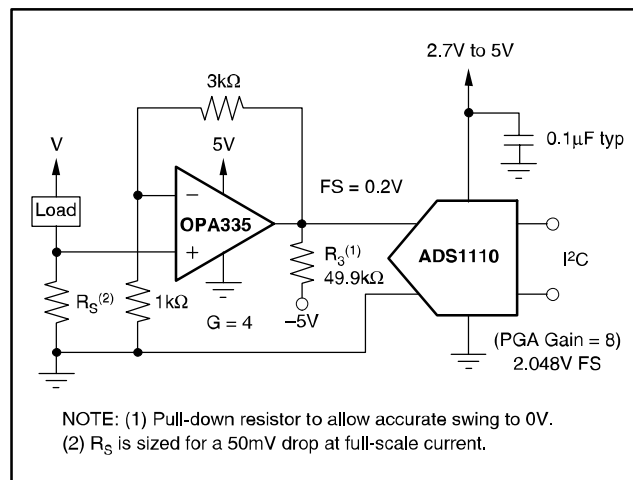 2.7V to 5V
3kΩ
V
5V
0.1μF typ
Load
FS = 0.2V
−
OPA335
+
ADS1110
R3(1)
49.9kΩ
I2C
RS(2)
1kΩ
G = 4
−5V
(PGA Gain = 8)
2.048V FS
NOTE: (1) Pull-down resistor to allow accurate swing to 0V.
(2) RS is sized for a 50mV drop at full-scale current.